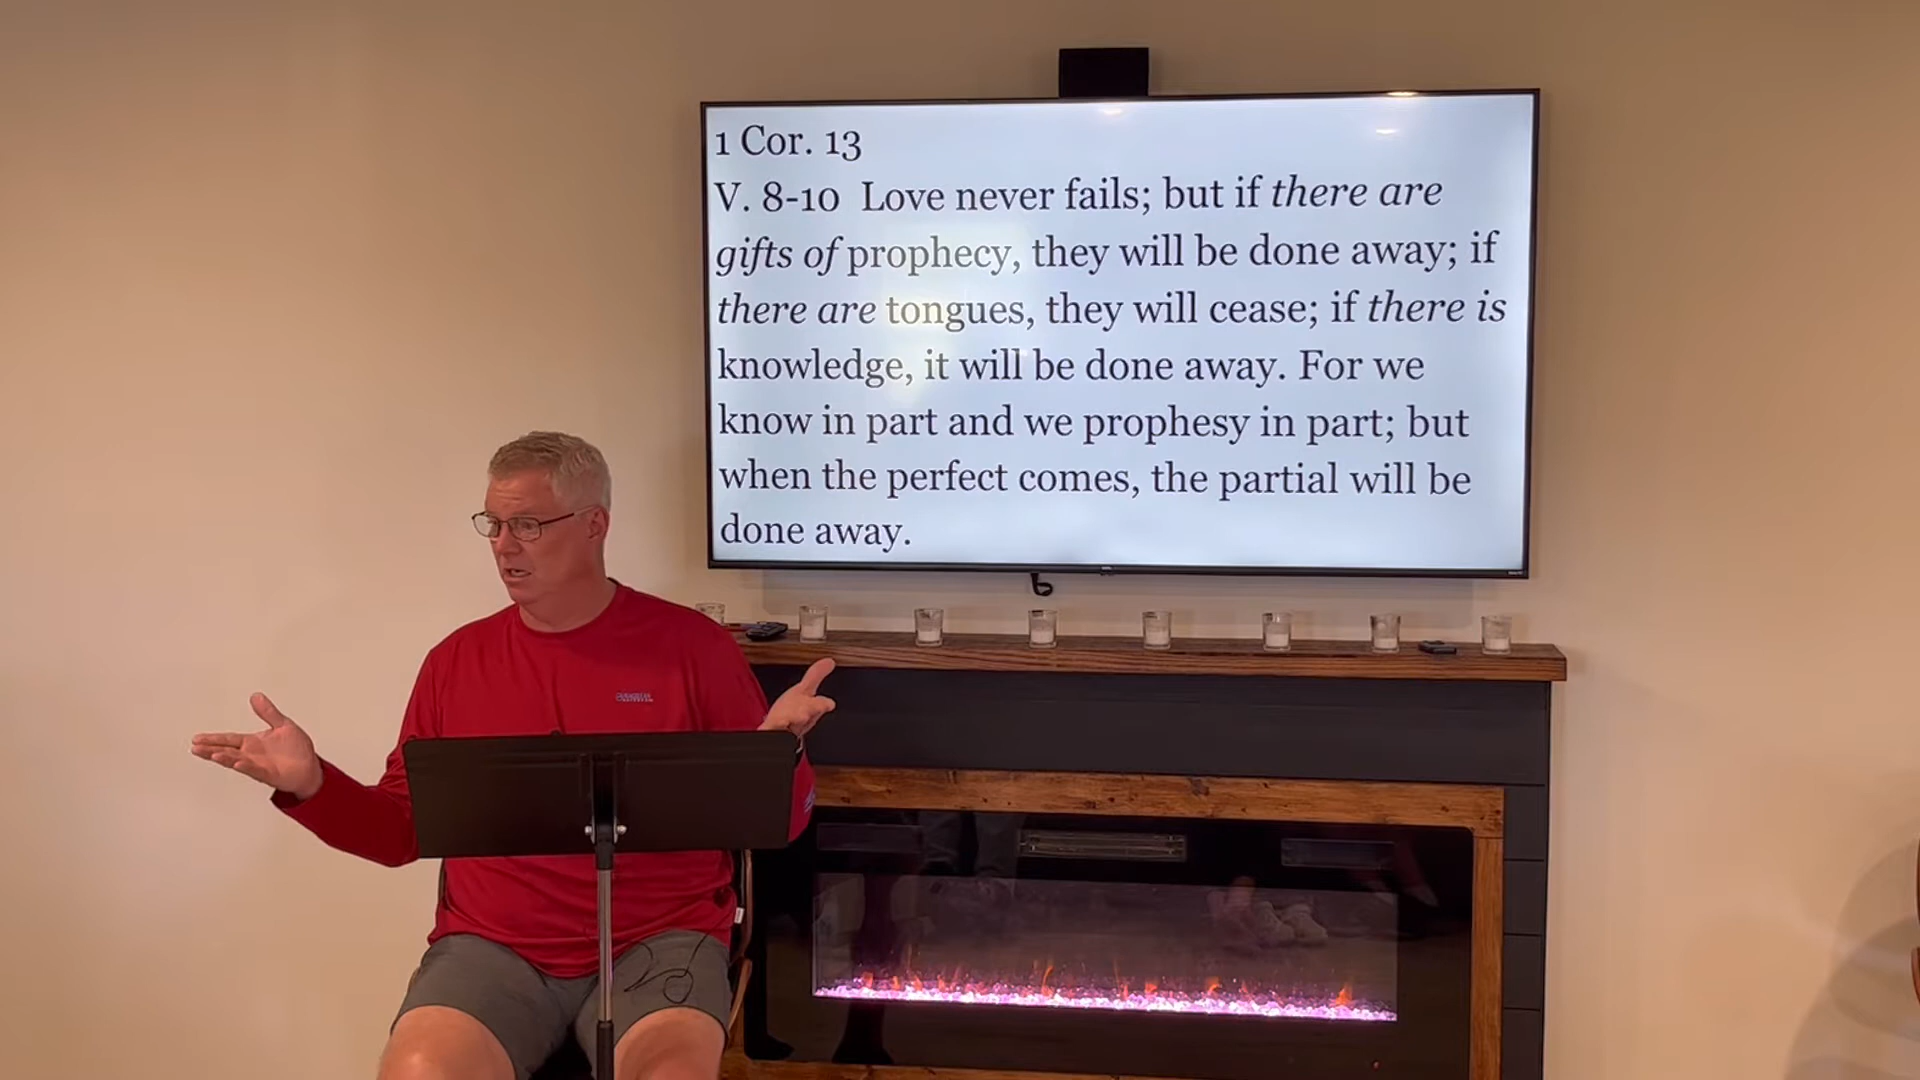 1 Cor. 13
V. 8-10 Love never fails; but if there are
gifts of prophecy, they will be done away; if
there are tongues, they will cease; if there is
knowledge, it will be done away. For we
know in part and we prophesy in part; but
when the perfect comes, the partial will be
done away.